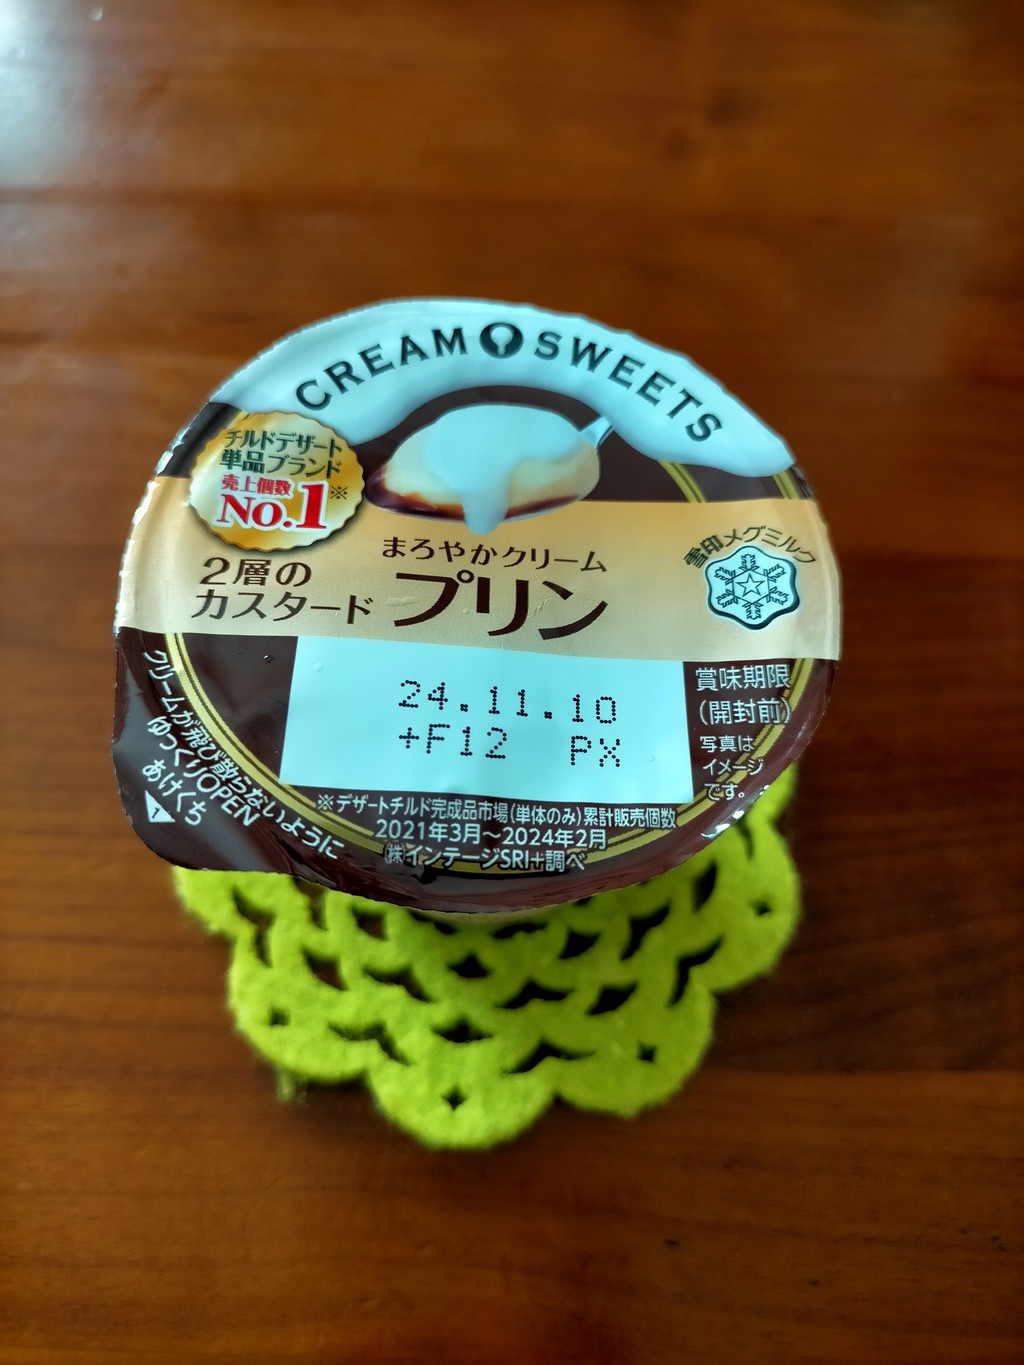 CREAM SWEETS
チルドデザート
単品ブランド
売上個数
No.1※
雪印メグミルク
まろやかクリーム
2層の
カスタード
プリン
24.11.10
+F12 PX
賞味期限
(開封前)
写真は
イメージ
です。
クリームが飛び散らないように
ゆっくりOPEN
あけくち
1
※デザートチルド完成品市場(単体のみ)累計販売個数
2021年3月~2024年2月
(株)インテージSRI+調べ